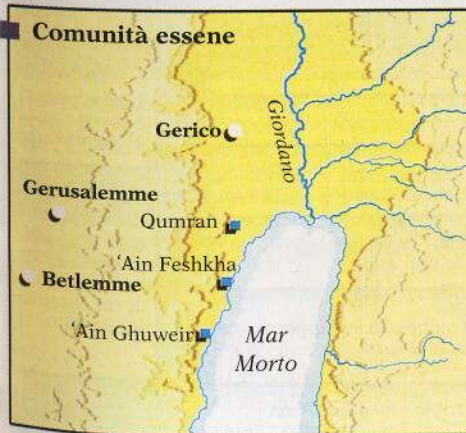 Comunità essene
Giordano
Gerico
Gerusalemme
Qumran
'Ain Feshkha
Betlemme
'Ain Ghuweir
Mar
Morto